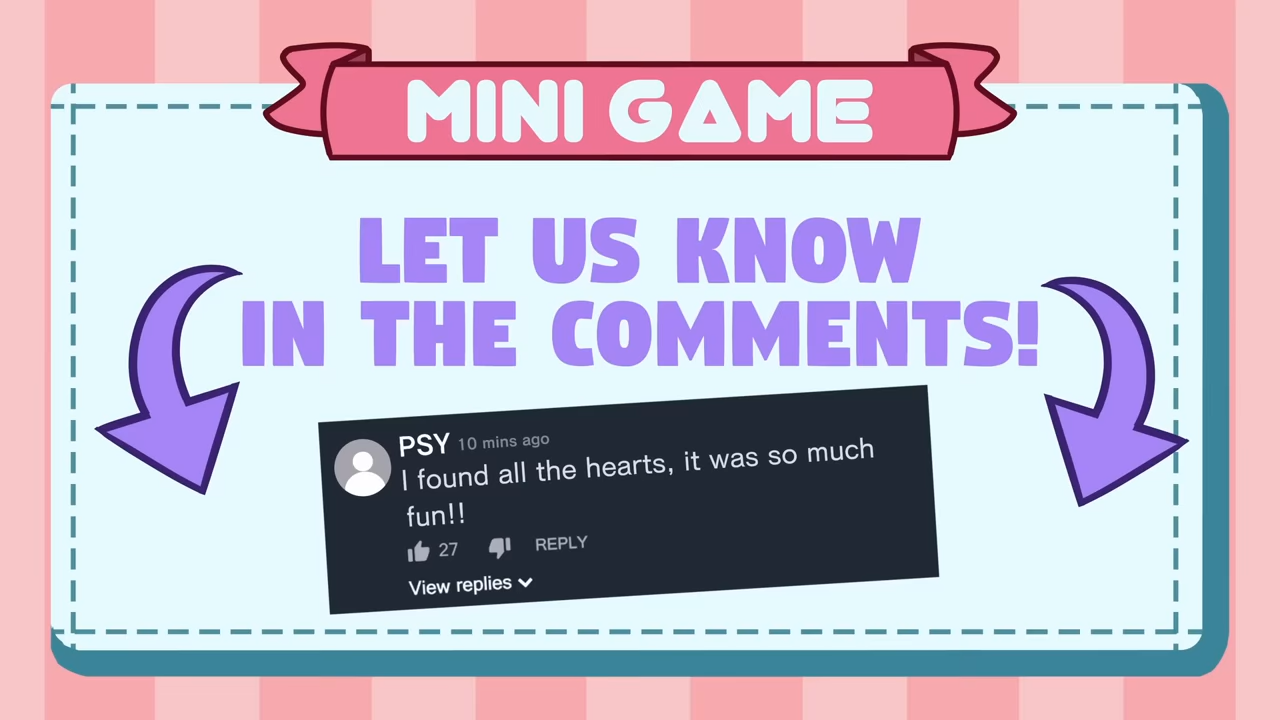 MINI GAME
LET US KNOW
IN THE COMMENTS!
PSY 10 mins ago
I found all the hearts, it was so much
fun!!
27 REPLY
View replies